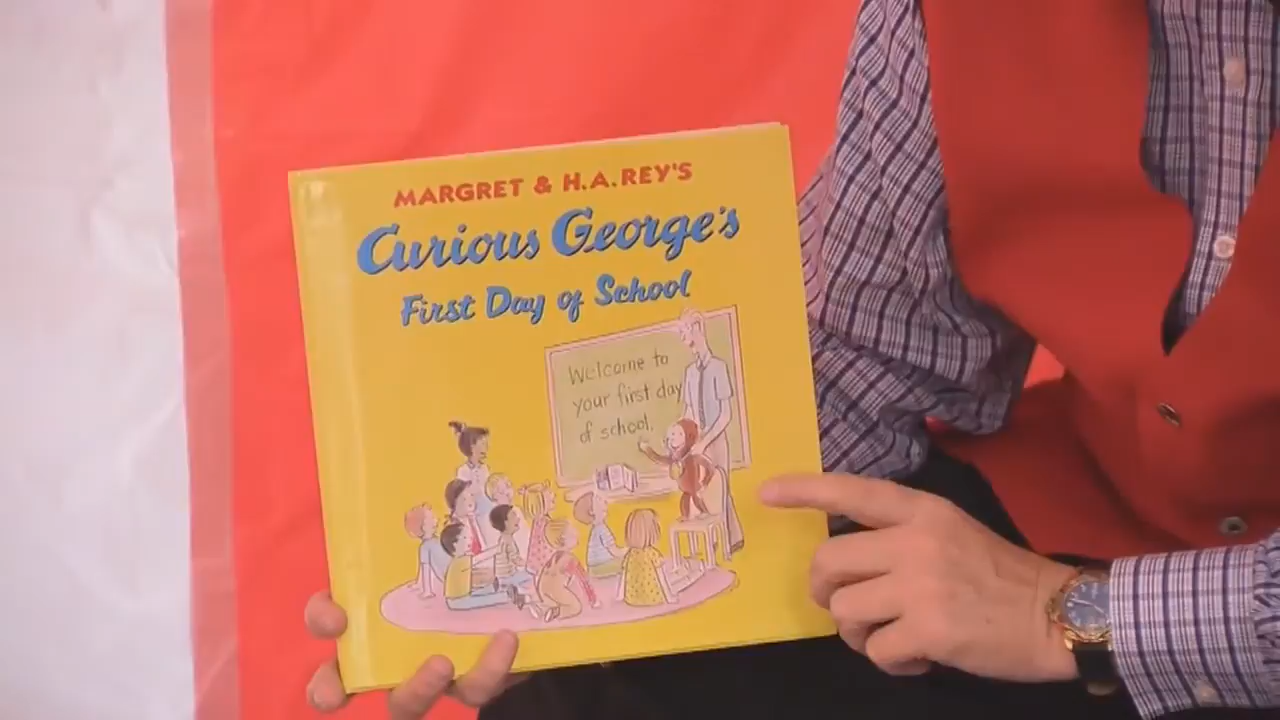 MARGRET & H.A.REY'S
Curious George's
First Day of School
Welcome to
your first day
of school.